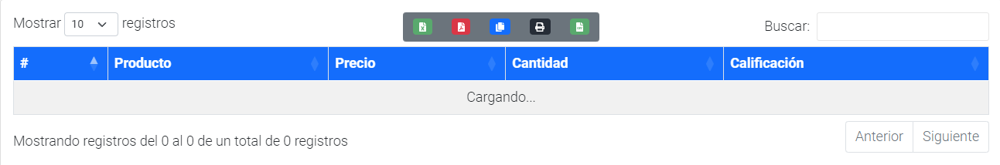 Mostrar 10 registros Buscar:
# Producto Precio Cantidad Calificación
Cargando...
Mostrando registros del 0 al 0 de un total de 0 registros Anterior Siguiente